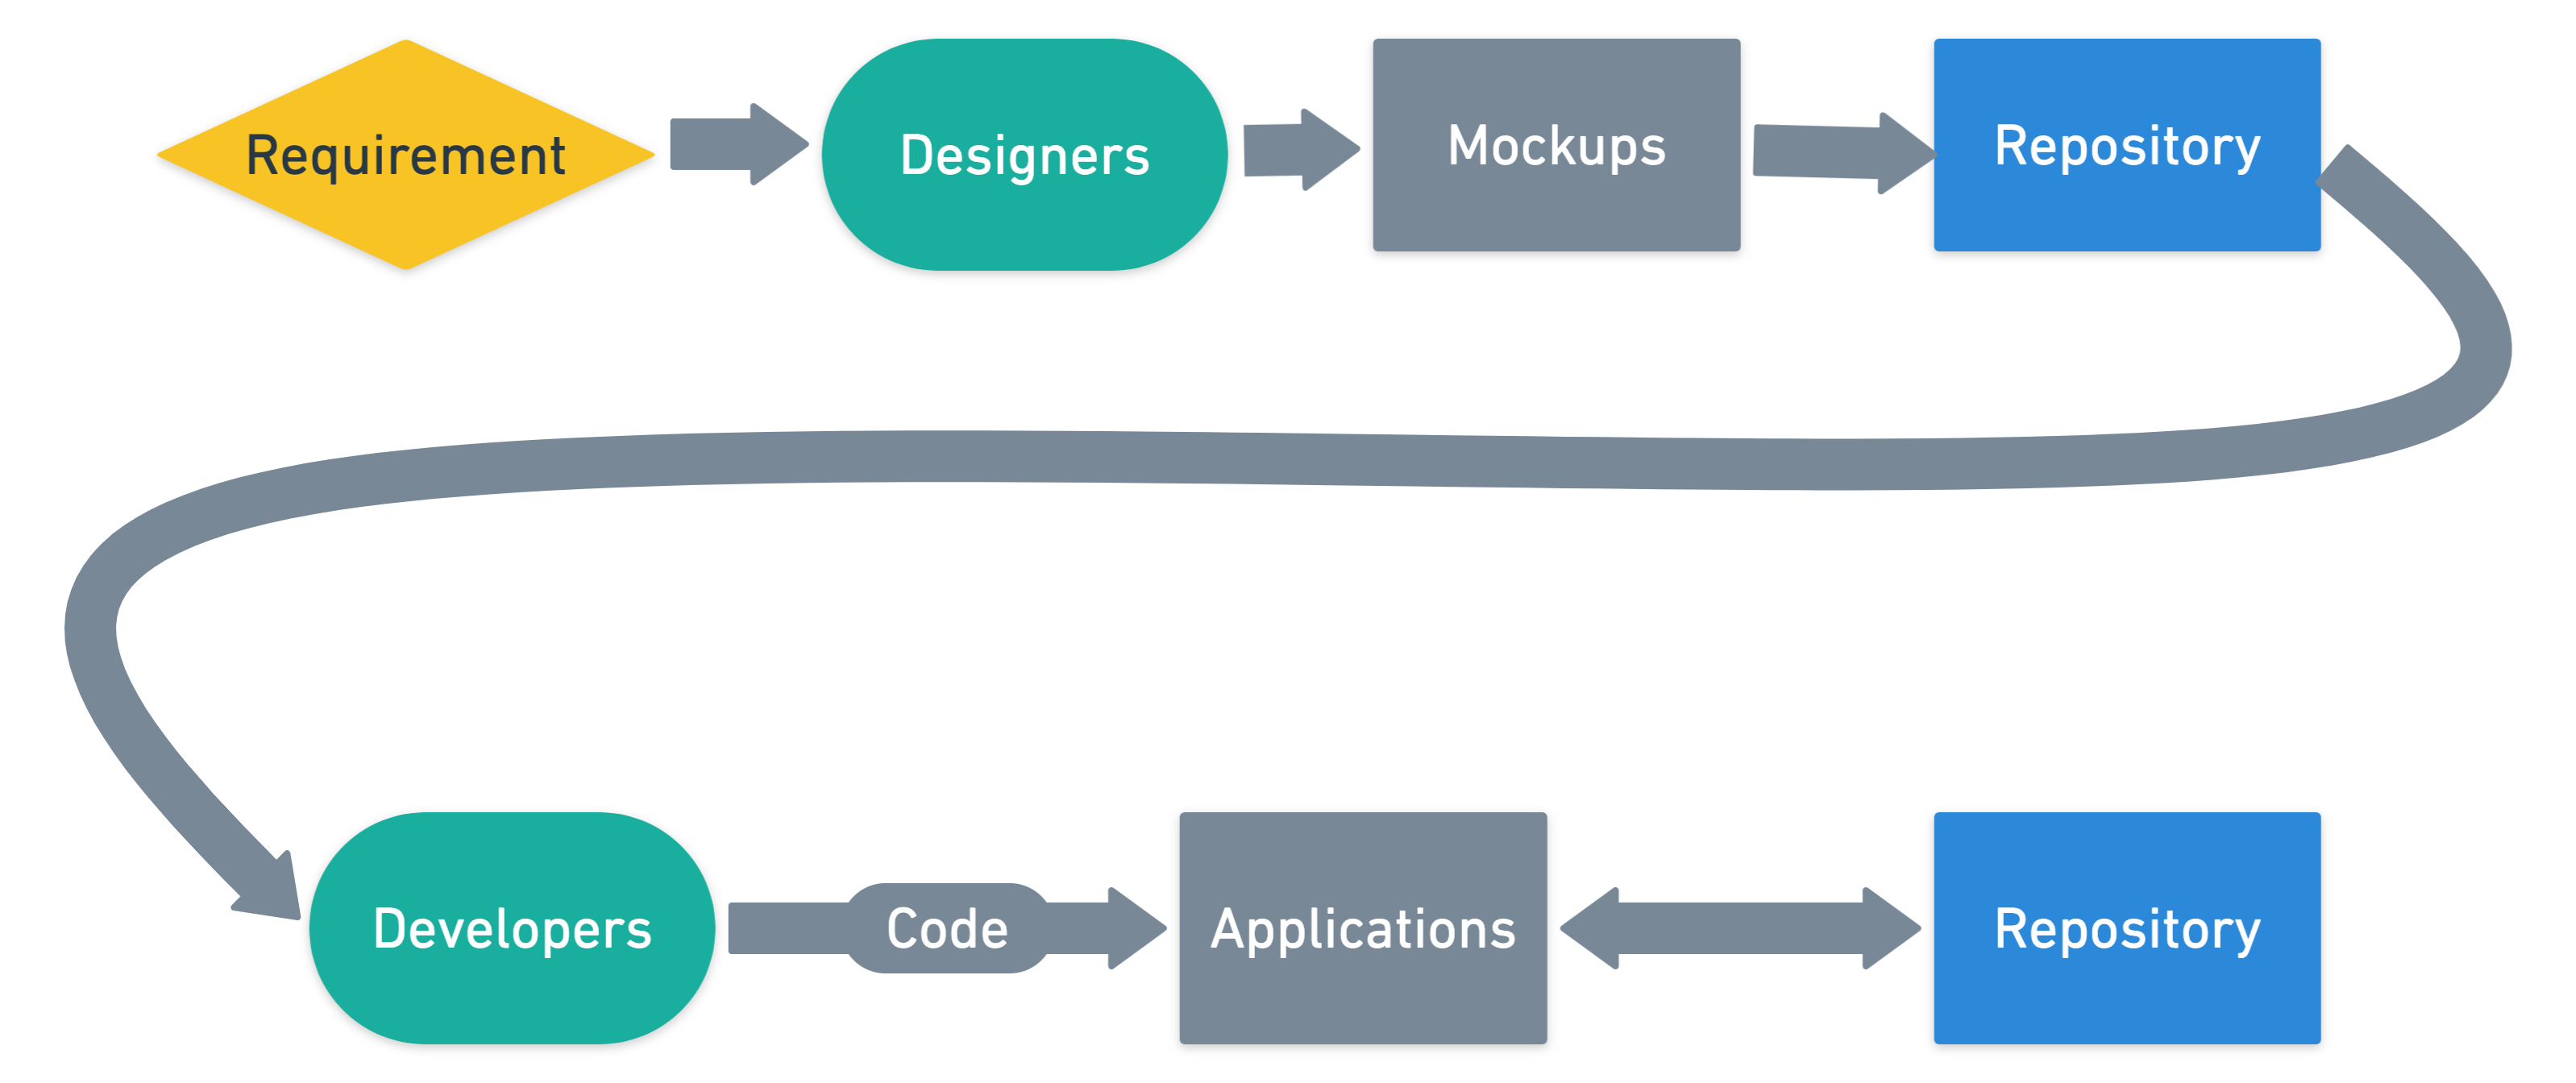 Requirement
Designers
Mockups
Repository
Developers
Code
Applications
Repository